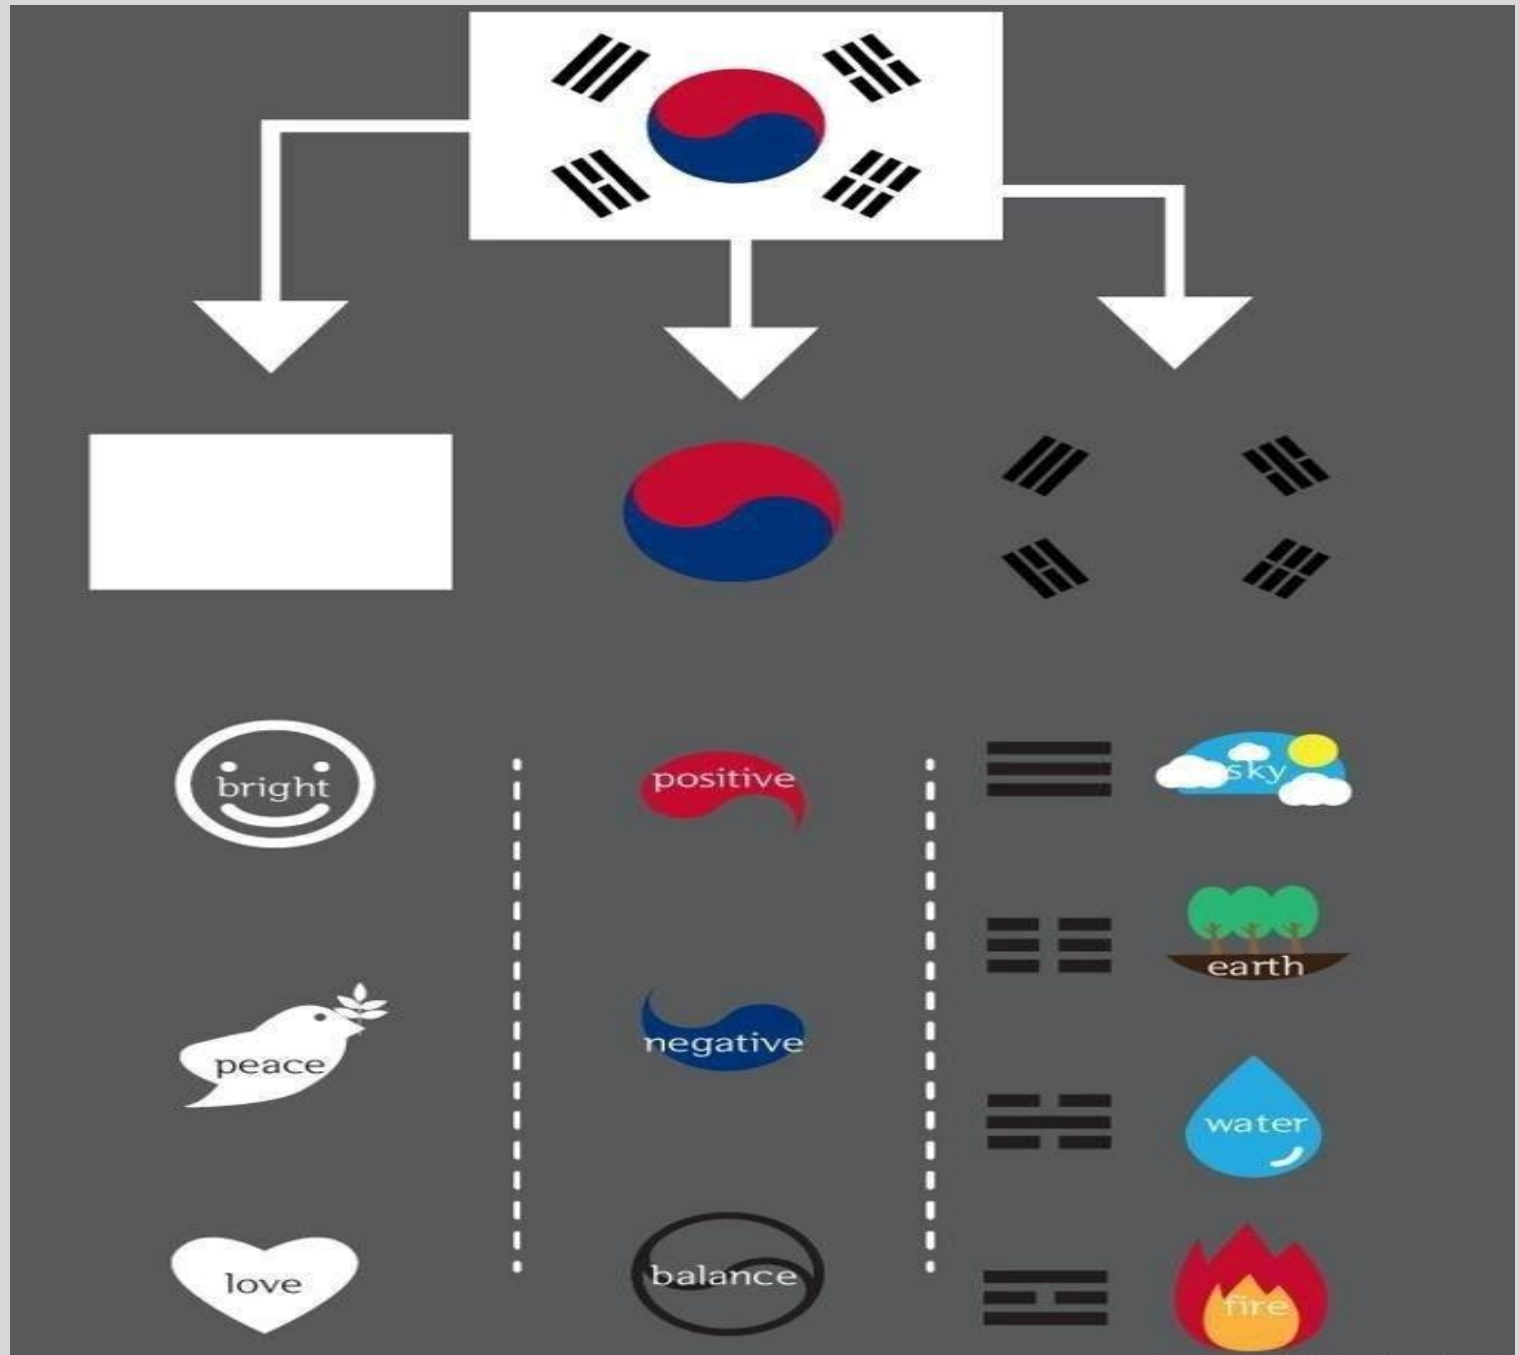 bright
peace
love
positive
negative
balance
sky
earth
water
fire